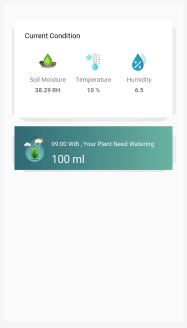 Current Condition
Soil Moisture Temperature Humidity
38.29 RH 10 % 6.5
09.00 WIB , Your Plant Need Watering
100 ml